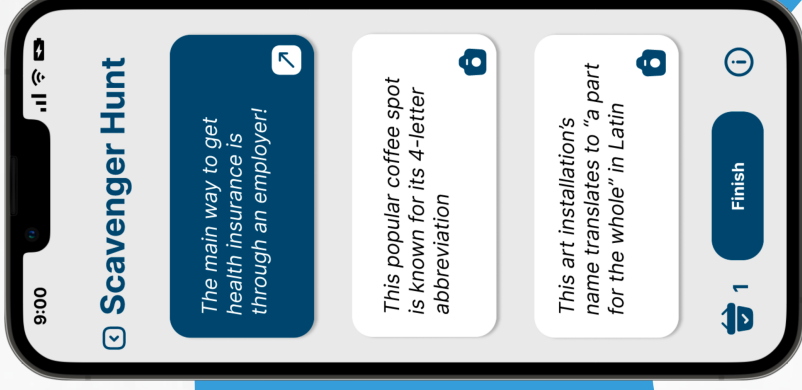 9:00
Scavenger Hunt
The main way to get
health insurance is
through an employer!
This popular coffee spot
is known for its 4-letter
abbreviation
This art installation's
name translates to "a part
for the whole" in Latin
1
Finish